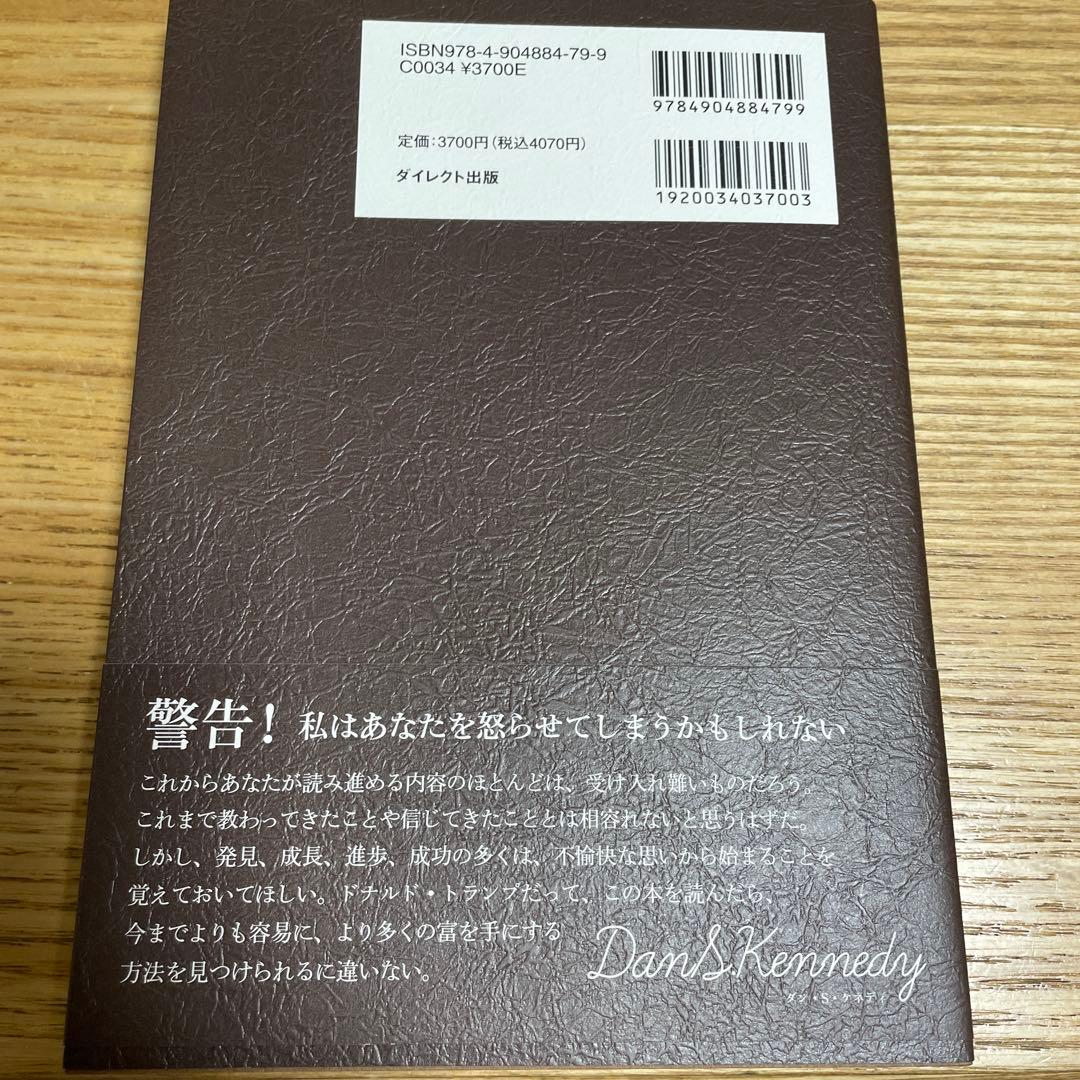 ISBN978-4-904884-79-9
C0034 ¥3700E
9784904884799
定価：3700円（税込4070円）
ダイレクト出版
1920034037003
警告！ 私はあなたを怒らせてしまうかもしれない
これからあなたが読み進める内容のほとんどは、受け入れ難いものだろう。
これまで教わってきたことや信じてきたこととは相容れないと思うはずだ。
しかし、発見、成長、進歩、成功の多くは、不愉快な思いから始まることを
覚えておいてほしい。ドナルド・トランプだって、この本を読んだら、
今までよりも容易に、より多くの富を手にする
方法を見つけられるに違いない。
Dan S. Kennedy
ダン・S・ケネディ